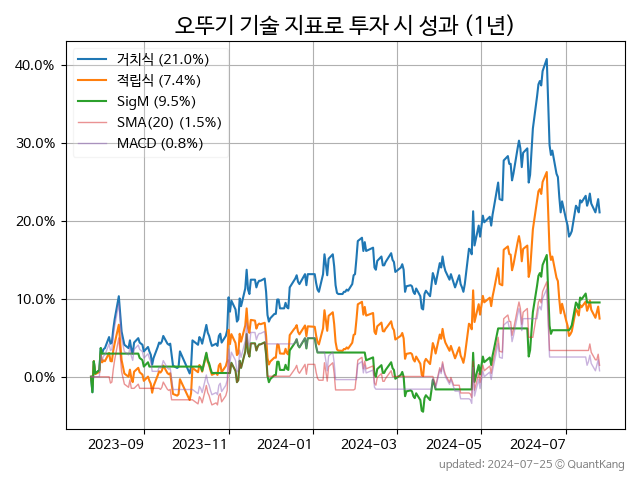 오뚜기 기술 지표로 투자 시 성과 (1년)
거치식 (21.0%)
적립식 (7.4%)
SigM (9.5%)
SMA(20) (1.5%)
MACD (0.8%)
40.0%
30.0%
20.0%
10.0%
0.0%
2023-09 2023-11 2024-01 2024-03 2024-05 2024-07
updated: 2024-07-25 © QuantKang